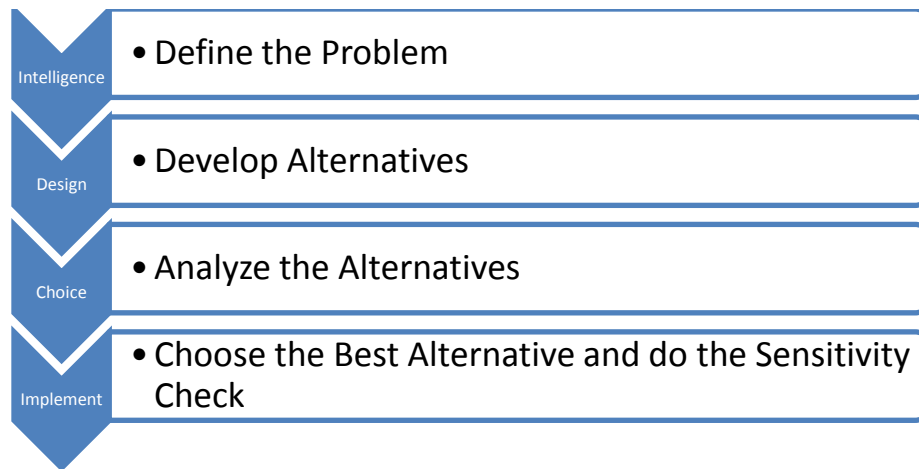 Intelligence
• Define the Problem
Design
• Develop Alternatives
Choice
• Analyze the Alternatives
Implement
• Choose the Best Alternative and do the Sensitivity
Check